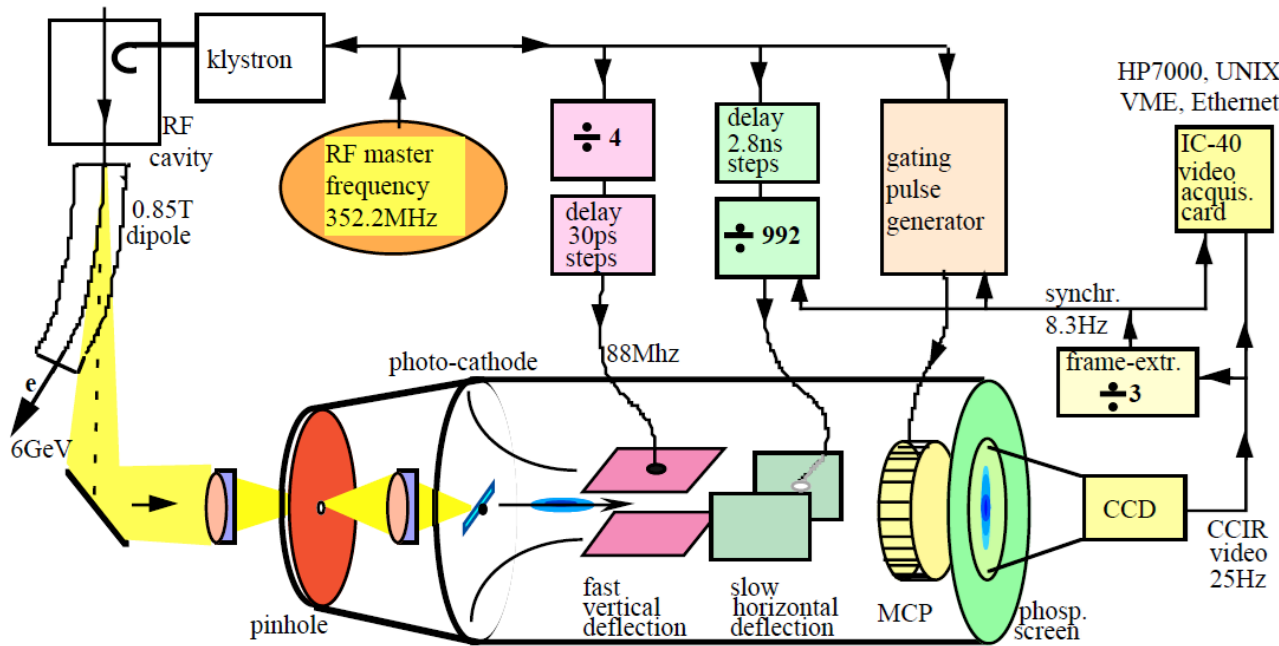 klystron
RF
cavity
0.85T
dipole
e
6GeV
RF master
frequency
352.2MHz
÷ 4
delay
30ps
steps
delay
2.8ns
steps
÷ 992
gating
pulse
generator
HP7000, UNIX
VME, Ethernet
IC-40
video
acquis.
card
synchr.
8.3Hz
frame-extr.
÷ 3
88Mhz
photo-cathode
pinhole
fast
vertical
deflection
slow
horizontal
deflection
MCP
phosp.
screen
CCD
CCIR
video
25Hz